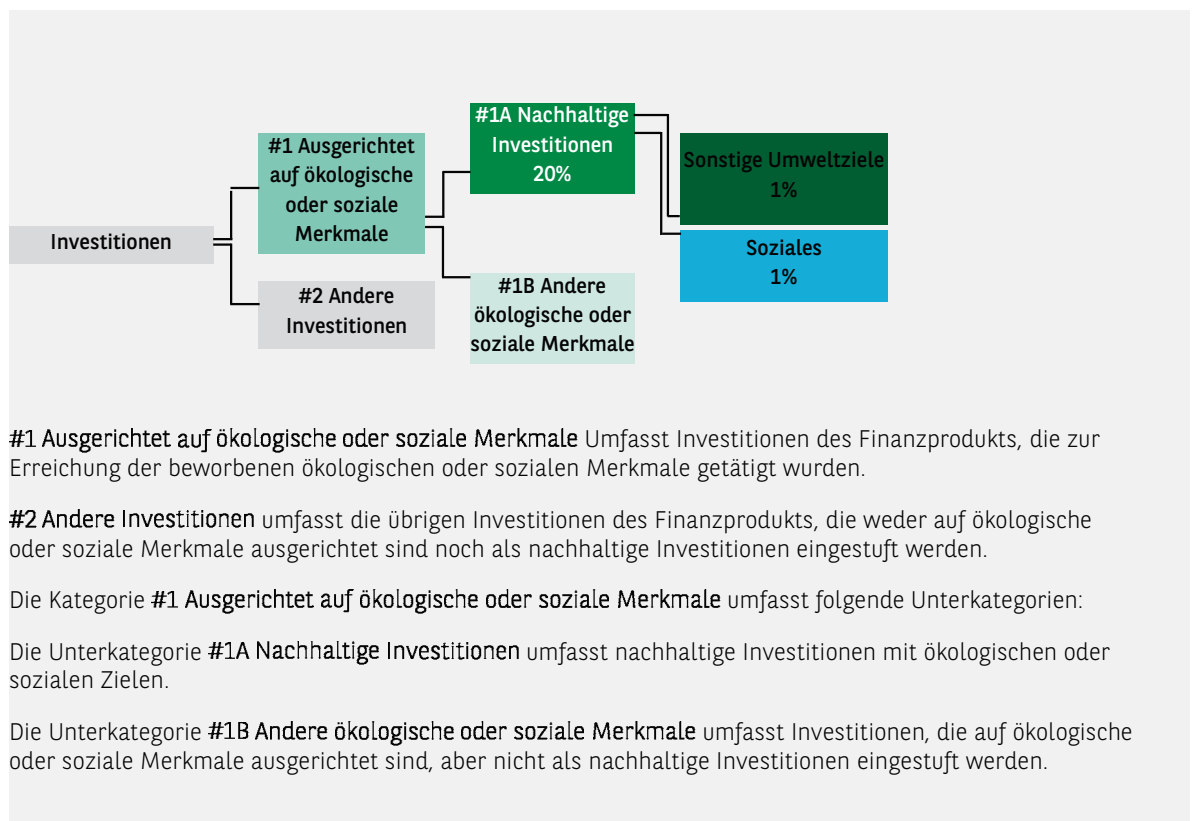 #1A Nachhaltige
Investitionen
20%
#1 Ausgerichtet
auf ökologische
oder soziale
Merkmale
Sonstige Umweltziele
1%
Investitionen
Soziales
1%
#2 Andere
Investitionen
#1B Andere
ökologische oder
soziale Merkmale
#1 Ausgerichtet auf ökologische oder soziale Merkmale Umfasst Investitionen des Finanzprodukts, die zur
Erreichung der beworbenen ökologischen oder sozialen Merkmale getätigt wurden.
#2 Andere Investitionen umfasst die übrigen Investitionen des Finanzprodukts, die weder auf ökologische
oder soziale Merkmale ausgerichtet sind noch als nachhaltige Investitionen eingestuft werden.
Die Kategorie #1 Ausgerichtet auf ökologische oder soziale Merkmale umfasst folgende Unterkategorien:
Die Unterkategorie #1A Nachhaltige Investitionen umfasst nachhaltige Investitionen mit ökologischen oder
sozialen Zielen.
Die Unterkategorie #1B Andere ökologische oder soziale Merkmale umfasst Investitionen, die auf ökologische
oder soziale Merkmale ausgerichtet sind, aber nicht als nachhaltige Investitionen eingestuft werden.